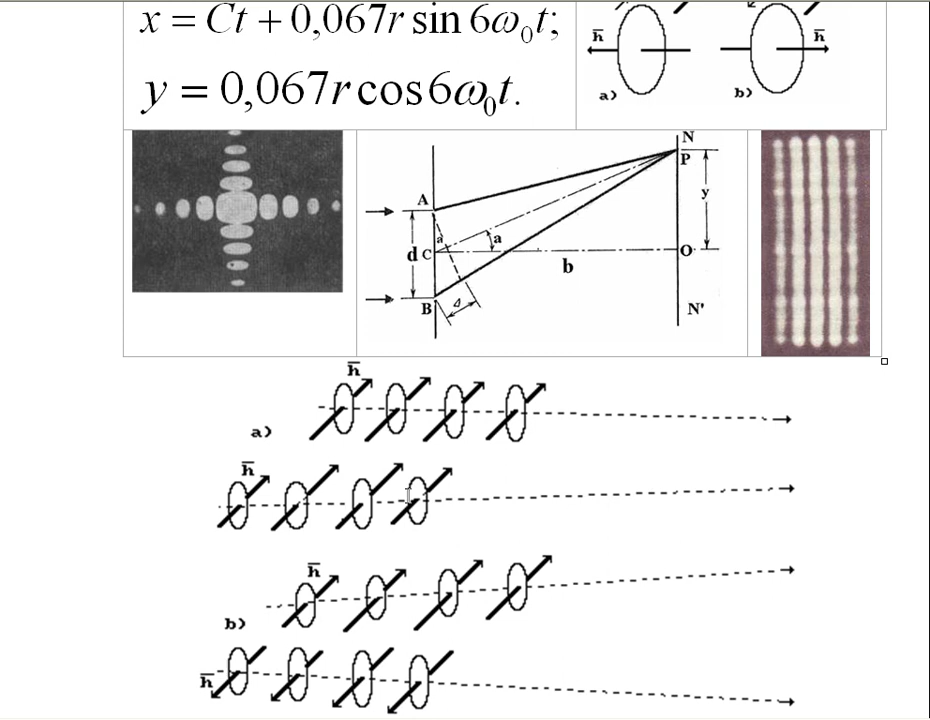 x = Ct + 0,067r sin 6ω₀t;
y = 0,067r cos 6ω₀t.
h̅ h̅
a) b)
N
P
A
y
a a
d C b O
B Δ N'
h̅
a)
h̅
h̅
b)
h̅